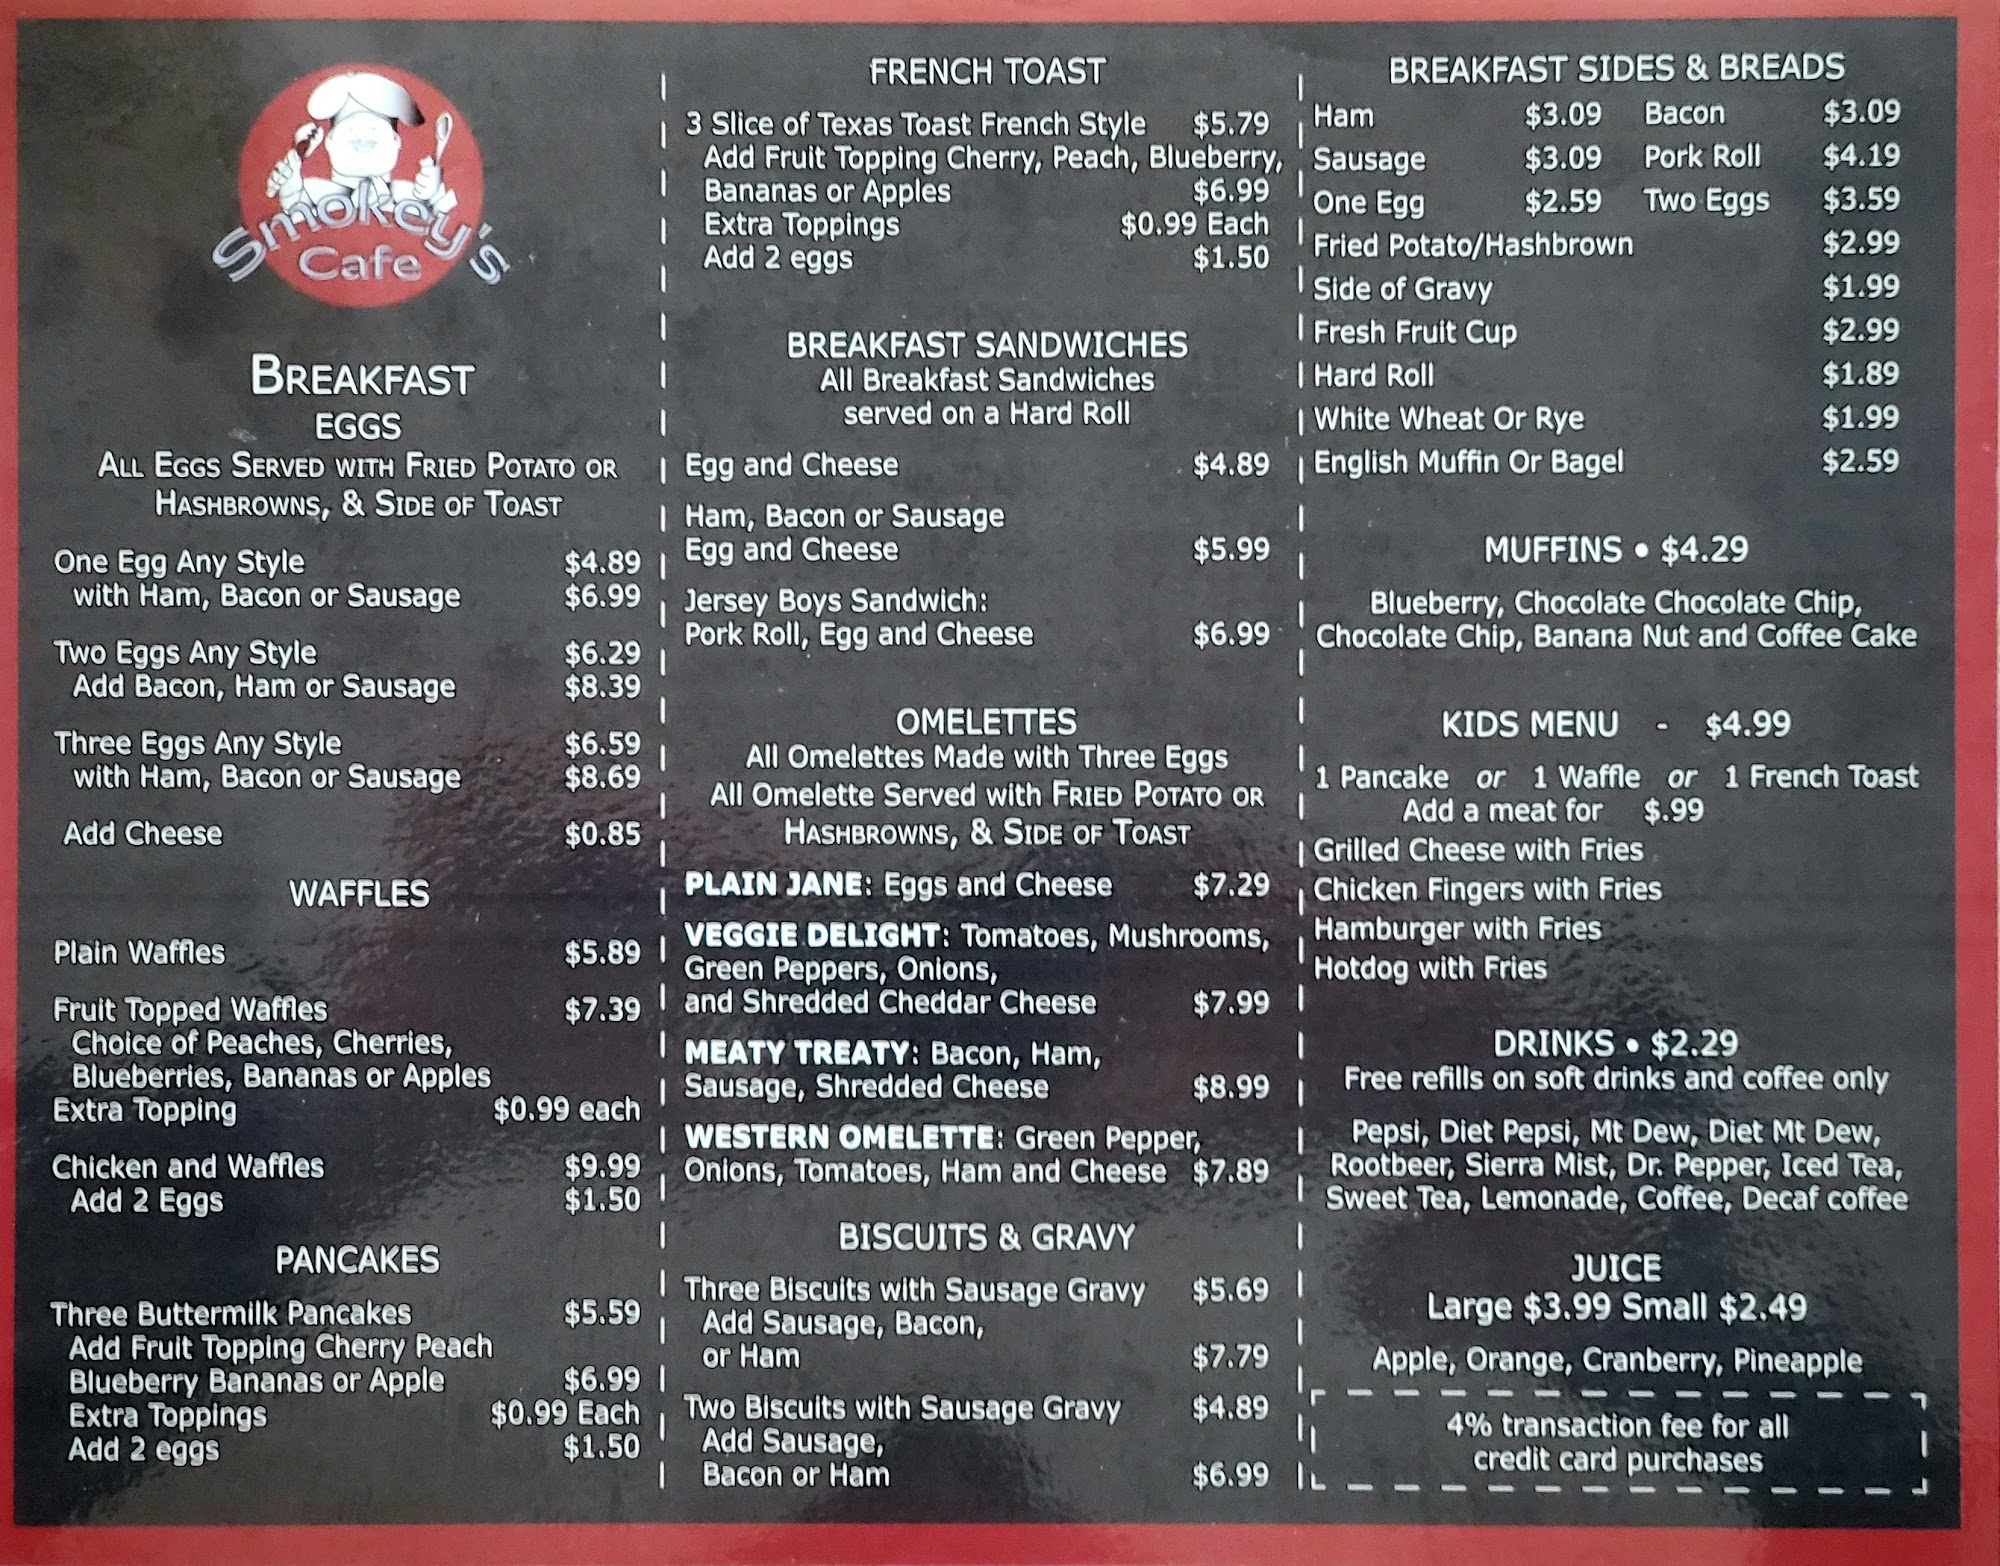 Smokey's
Cafe
BREAKFAST
EGGS
ALL EGGS SERVED WITH FRIED POTATO OR
HASHBROWNS, & SIDE OF TOAST
One Egg Any Style $4.89
with Ham, Bacon or Sausage $6.99
Two Eggs Any Style $6.29
Add Bacon, Ham or Sausage $8.39
Three Eggs Any Style $6.59
with Ham, Bacon or Sausage $8.69
Add Cheese $0.85
WAFFLES
Plain Waffles $5.89
Fruit Topped Waffles $7.39
Choice of Peaches, Cherries,
Blueberries, Bananas or Apples
Extra Topping $0.99 each
Chicken and Waffles $9.99
Add 2 Eggs $1.50
PANCAKES
Three Buttermilk Pancakes $5.59
Add Fruit Topping Cherry Peach
Blueberry Bananas or Apple $6.99
Extra Toppings $0.99 Each
Add 2 eggs $1.50
FRENCH TOAST
3 Slice of Texas Toast French Style $5.79
Add Fruit Topping Cherry, Peach, Blueberry,
Bananas or Apples $6.99
Extra Toppings $0.99 Each
Add 2 eggs $1.50
BREAKFAST SANDWICHES
All Breakfast Sandwiches
served on a Hard Roll
Egg and Cheese $4.89
Ham, Bacon or Sausage
Egg and Cheese $5.99
Jersey Boys Sandwich:
Pork Roll, Egg and Cheese $6.99
OMELETTES
All Omelettes Made with Three Eggs
All Omelette Served with FRIED POTATO OR
HASHBROWNS, & SIDE OF TOAST
PLAIN JANE: Eggs and Cheese $7.29
VEGGIE DELIGHT: Tomatoes, Mushrooms,
Green Peppers, Onions,
and Shredded Cheddar Cheese $7.99
MEATY TREATY: Bacon, Ham,
Sausage, Shredded Cheese $8.99
WESTERN OMELETTE: Green Pepper,
Onions, Tomatoes, Ham and Cheese $7.89
BISCUITS & GRAVY
Three Biscuits with Sausage Gravy $5.69
Add Sausage, Bacon,
or Ham $7.79
Two Biscuits with Sausage Gravy $4.89
Add Sausage,
Bacon or Ham $6.99
BREAKFAST SIDES & BREADS
Ham $3.09 Bacon $3.09
Sausage $3.09 Pork Roll $4.19
One Egg $2.59 Two Eggs $3.59
Fried Potato/Hashbrown $2.99
Side of Gravy $1.99
Fresh Fruit Cup $2.99
Hard Roll $1.89
White Wheat Or Rye $1.99
English Muffin Or Bagel $2.59
MUFFINS • $4.29
Blueberry, Chocolate Chocolate Chip,
Chocolate Chip, Banana Nut and Coffee Cake
KIDS MENU - $4.99
1 Pancake or 1 Waffle or 1 French Toast
Add a meat for $.99
Grilled Cheese with Fries
Chicken Fingers with Fries
Hamburger with Fries
Hotdog with Fries
DRINKS • $2.29
Free refills on soft drinks and coffee only
Pepsi, Diet Pepsi, Mt Dew, Diet Mt Dew,
Rootbeer, Sierra Mist, Dr. Pepper, Iced Tea,
Sweet Tea, Lemonade, Coffee, Decaf coffee
JUICE
Large $3.99 Small $2.49
Apple, Orange, Cranberry, Pineapple
4% transaction fee for all
credit card purchases